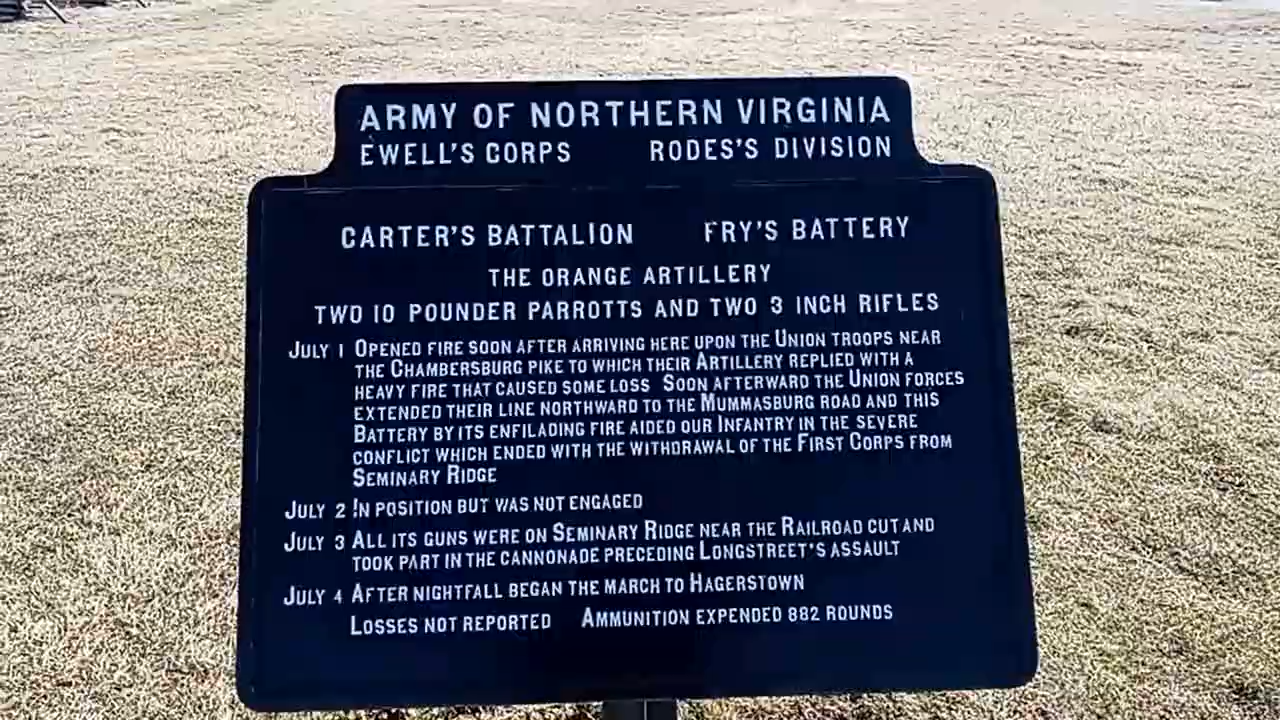 ARMY OF NORTHERN VIRGINIA
EWELL'S CORPS RODES'S DIVISION
CARTER'S BATTALION FRY'S BATTERY
THE ORANGE ARTILLERY
TWO 10 POUNDER PARROTTS AND TWO 3 INCH RIFLES
JULY 1 OPENED FIRE SOON AFTER ARRIVING HERE UPON THE UNION TROOPS NEAR
THE CHAMBERSBURG PIKE TO WHICH THEIR ARTILLERY REPLIED WITH A
HEAVY FIRE THAT CAUSED SOME LOSS SOON AFTERWARD THE UNION FORCES
EXTENDED THEIR LINE NORTHWARD TO THE MUMMASBURG ROAD AND THIS
BATTERY BY ITS ENFILADING FIRE AIDED OUR INFANTRY IN THE SEVERE
CONFLICT WHICH ENDED WITH THE WITHDRAWAL OF THE FIRST CORPS FROM
SEMINARY RIDGE
JULY 2 IN POSITION BUT WAS NOT ENGAGED
JULY 3 ALL ITS GUNS WERE ON SEMINARY RIDGE NEAR THE RAILROAD CUT AND
TOOK PART IN THE CANNONADE PRECEDING LONGSTREET'S ASSAULT
JULY 4 AFTER NIGHTFALL BEGAN THE MARCH TO HAGERSTOWN
LOSSES NOT REPORTED AMMUNITION EXPENDED 882 ROUNDS